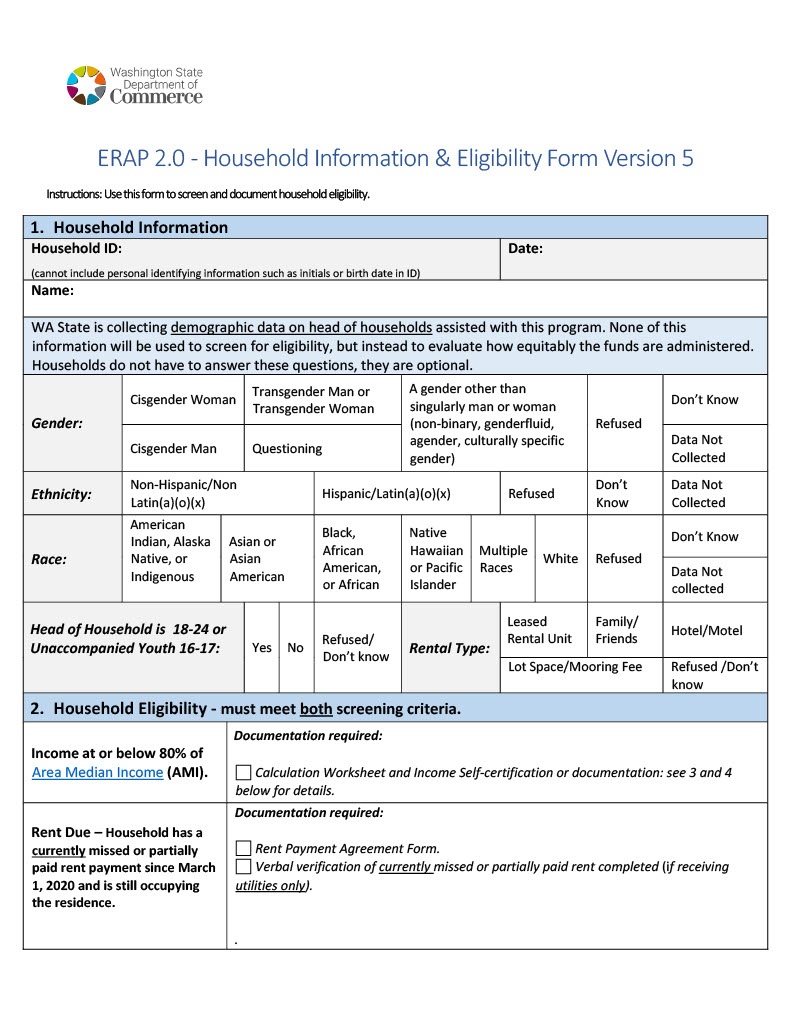 Washington State
Department of
Commerce
ERAP 2.0 - Household Information & Eligibility Form Version 5
Instructions: Use this form to screen and document household eligibility.
1. Household Information
Household ID:
(cannot include personal identifying information such as initials or birth date in ID)
Date:
Name:
WA State is collecting demographic data on head of households assisted with this program. None of this
information will be used to screen for eligibility, but instead to evaluate how equitably the funds are administered.
Households do not have to answer these questions, they are optional.
Gender:
Cisgender Woman
Cisgender Man
Transgender Man or
Transgender Woman
Questioning
A gender other than
singularly man or woman
(non-binary, genderfluid,
agender, culturally specific
gender)
Refused
Don't Know
Data Not
Collected
Ethnicity:
Non-Hispanic/Non
Latin(a)(o)(x)
Hispanic/Latin(a)(o)(x)
Refused
Don't
Know
Data Not
Collected
Race:
American
Indian, Alaska
Native, or
Indigenous
Asian or
Asian
American
Black,
African
American,
or African
Native
Hawaiian
or Pacific
Islander
Multiple
Races
White
Refused
Don't Know
Data Not
collected
Head of Household is 18-24 or
Unaccompanied Youth 16-17:
Yes
No
Refused/
Don't know
Rental Type:
Leased
Rental Unit
Family/
Friends
Hotel/Motel
Lot Space/Mooring Fee
Refused /Don't
know
2. Household Eligibility - must meet both screening criteria.
Income at or below 80% of
Area Median Income (AMI).
Documentation required:
Calculation Worksheet and Income Self-certification or documentation: see 3 and 4
below for details.
Rent Due – Household has a
currently missed or partially
paid rent payment since March
1, 2020 and is still occupying
the residence.
Documentation required:
Rent Payment Agreement Form.
Verbal verification of currently missed or partially paid rent completed (if receiving
utilities only).
.